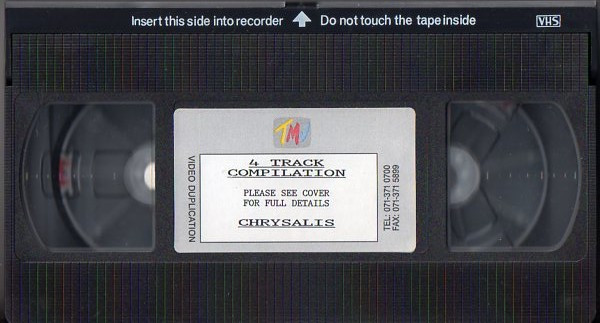 Insert this side into recorder Do not touch the tape inside VHS
TMV
VIDEO DUPLICATION
4 TRACK
COMPILATION
PLEASE SEE COVER
FOR FULL DETAILS
CHRYSALIS
TEL: 071-371 0700
FAX: 071-371 5899